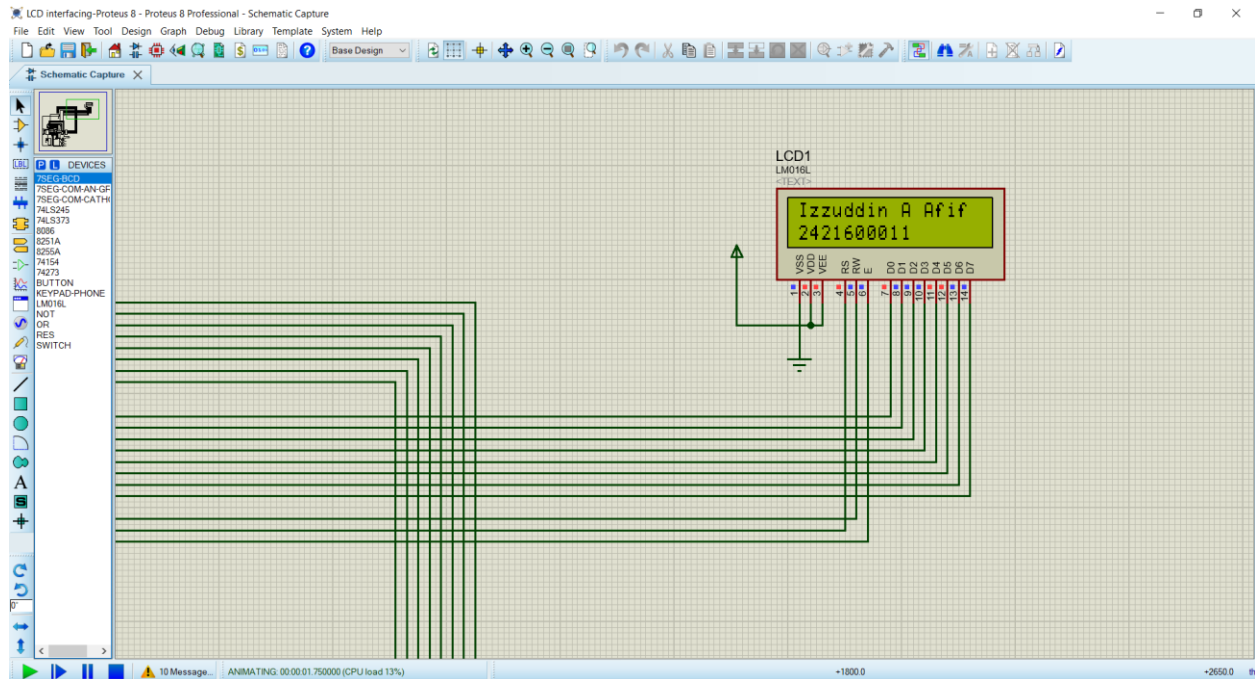 LCD interfacing-Proteus 8 - Proteus 8 Professional - Schematic Capture
File Edit View Tool Design Graph Debug Library Template System Help
Base Design
Schematic Capture
LBL
P L DEVICES
7SEG-BCD
7SEG-COM-AN-GF
7SEG-COM-CATH
74LS245
74LS373
8086
8251A
8255A
74154
74273
BUTTON
KEYPAD-PHONE
LM016L
NOT
OR
RES
SWITCH
A
S
LCD1
LM016L
<TEXT>
Izzuddin A Afif
2421600011
VSS VDD VEE RS RW E D0 D1 D2 D3 D4 D5 D6 D7
1 2 3 4 5 6 7 8 9 10 11 12 13 14
0°
10 Message... ANIMATING: 00:00:01.750000 (CPU load 13%) +1800.0 +2650.0 th